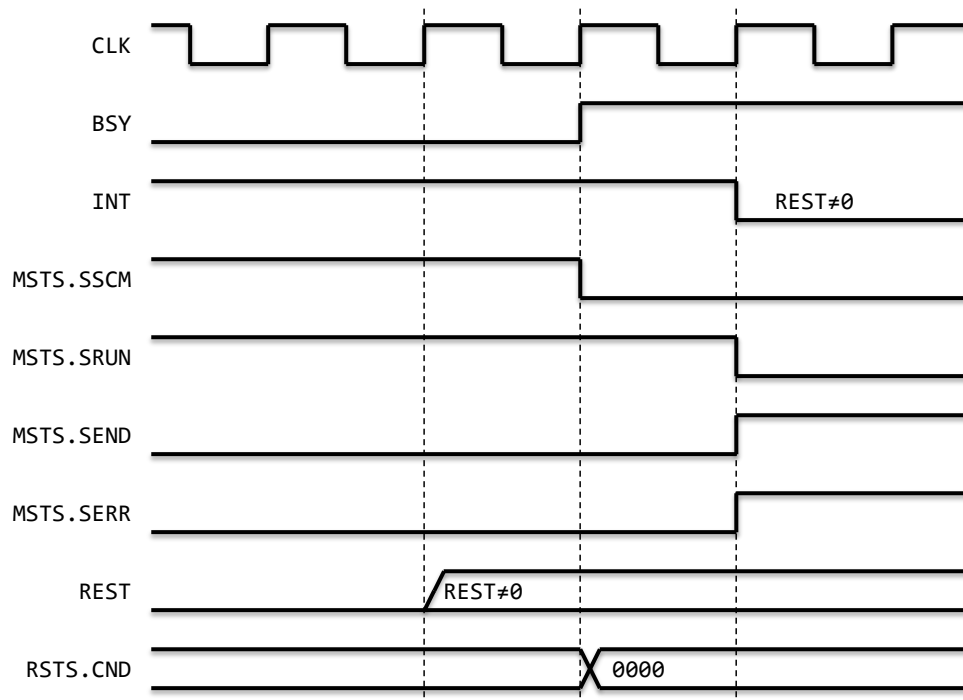 CLK
BSY
INT
REST≠0
MSTS.SSCM
MSTS.SRUN
MSTS.SEND
MSTS.SERR
REST
REST≠0
RSTS.CND
0000